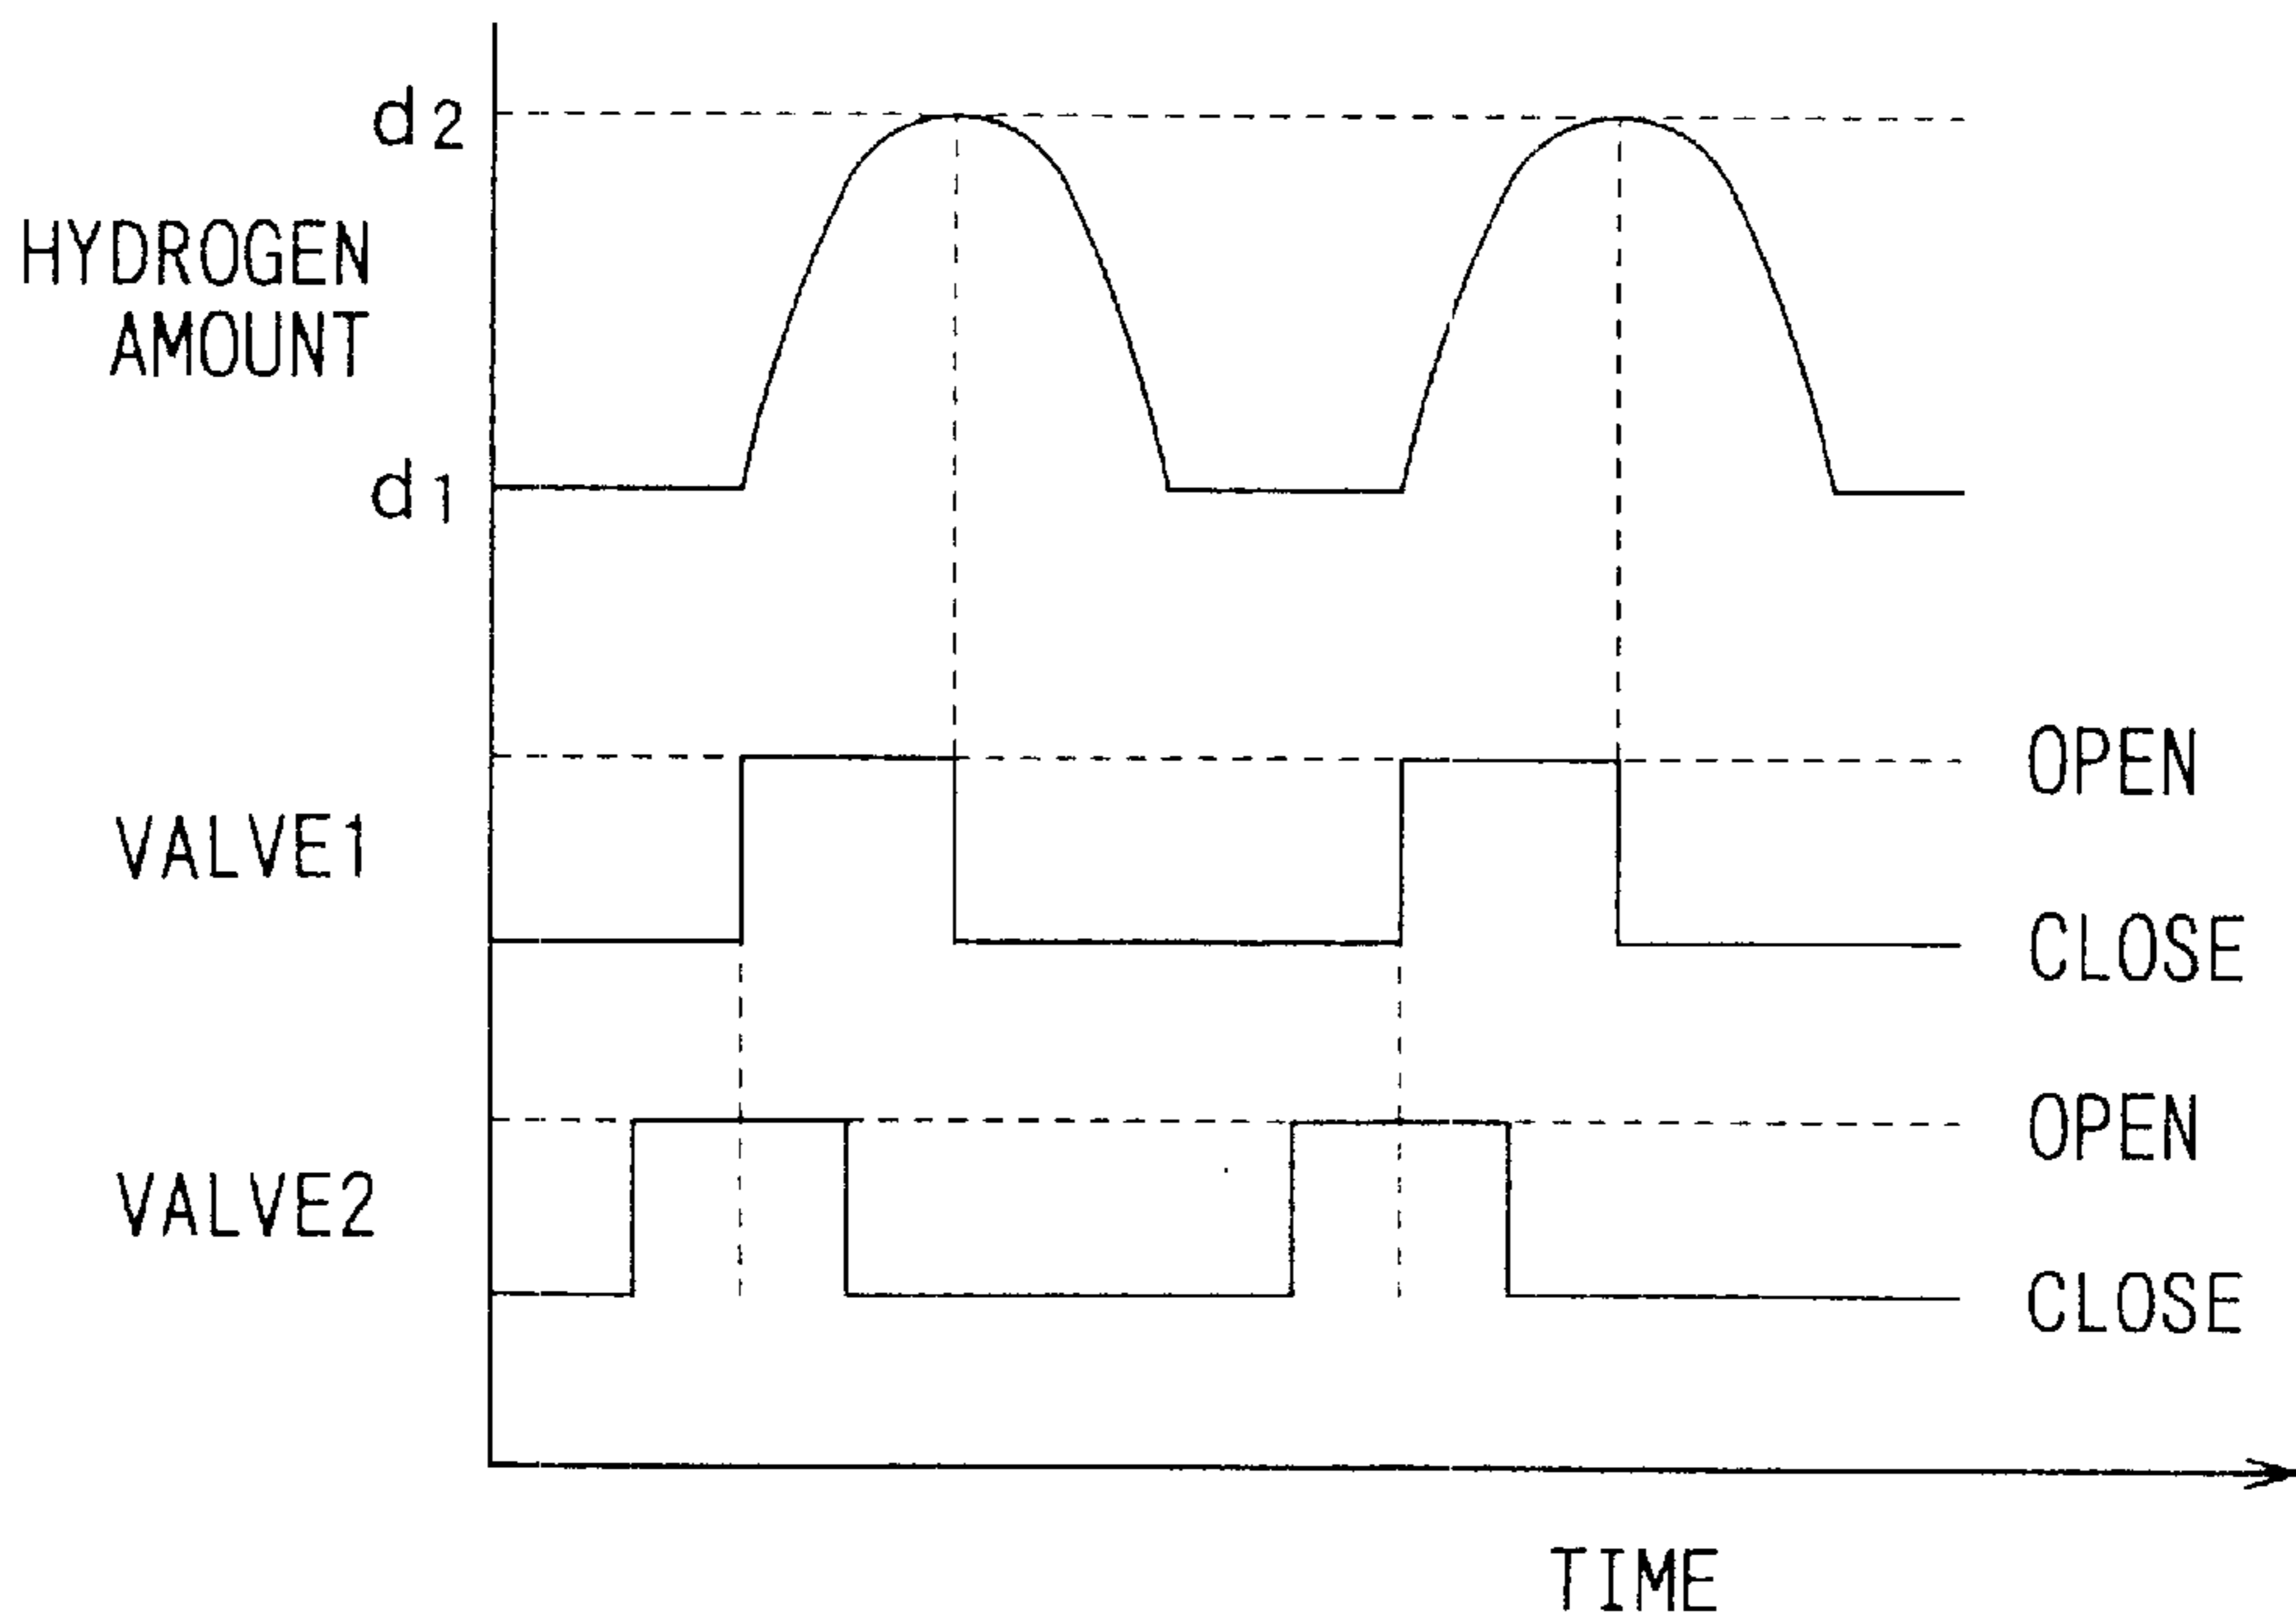 d2
HYDROGEN
AMOUNT
d1
OPEN
VALVE1
CLOSE
OPEN
VALVE2
CLOSE
TIME